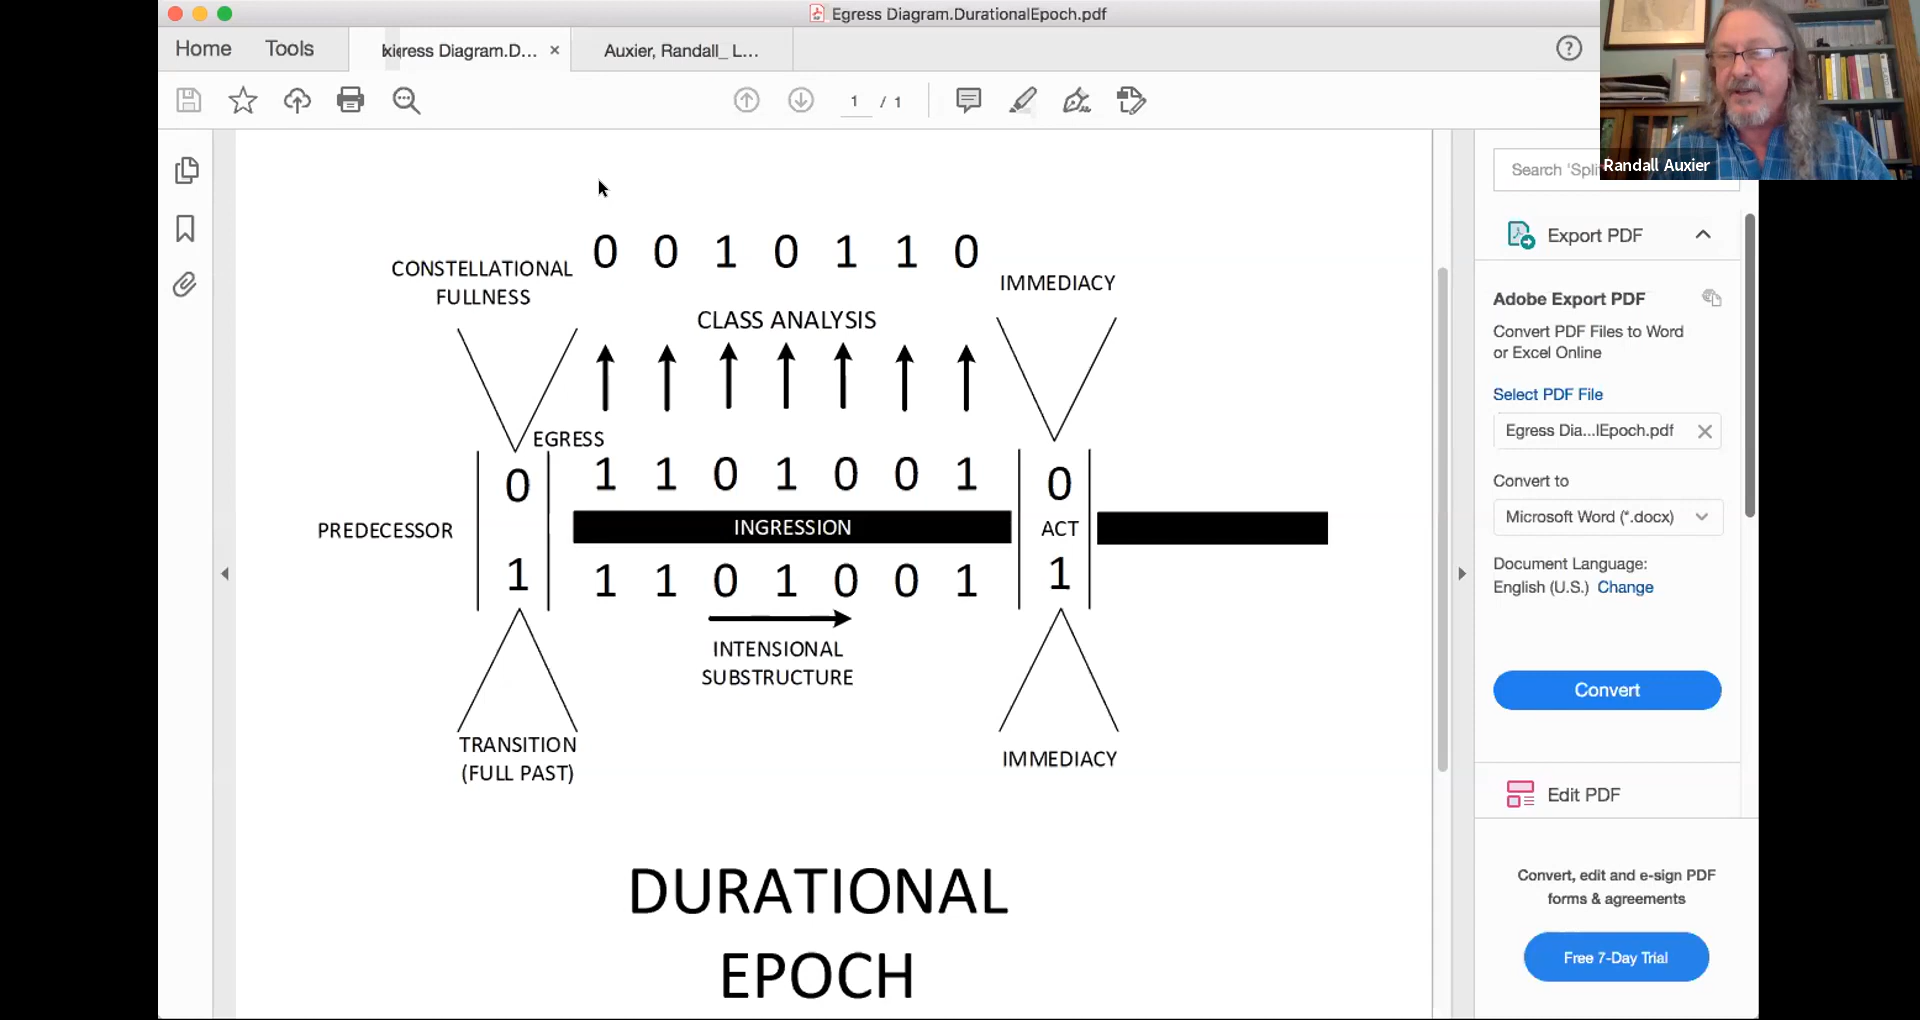 Egress Diagram.DurationalEpoch.pdf
Home
Tools
ress Diagram.D... ×
Auxier, Randall_ L...
?
1 / 1
Search 'Spli
Randall Auxier
Export PDF
Adobe Export PDF
Convert PDF Files to Word
or Excel Online
Select PDF File
Egress Dia...lEpoch.pdf
Convert to
Microsoft Word (*.docx)
Document Language:
English (U.S.) Change
Convert
Edit PDF
Convert, edit and e-sign PDF
forms & agreements
Free 7-Day Trial
0 0 1 0 1 1 0
CONSTELLATIONAL
FULLNESS
IMMEDIACY
CLASS ANALYSIS
EGRESS
0
1 1 0 1 0 0 1
0
PREDECESSOR
INGRESSION
ACT
1
1 1 0 1 0 0 1
1
INTENSIONAL
SUBSTRUCTURE
TRANSITION
(FULL PAST)
IMMEDIACY
DURATIONAL
EPOCH